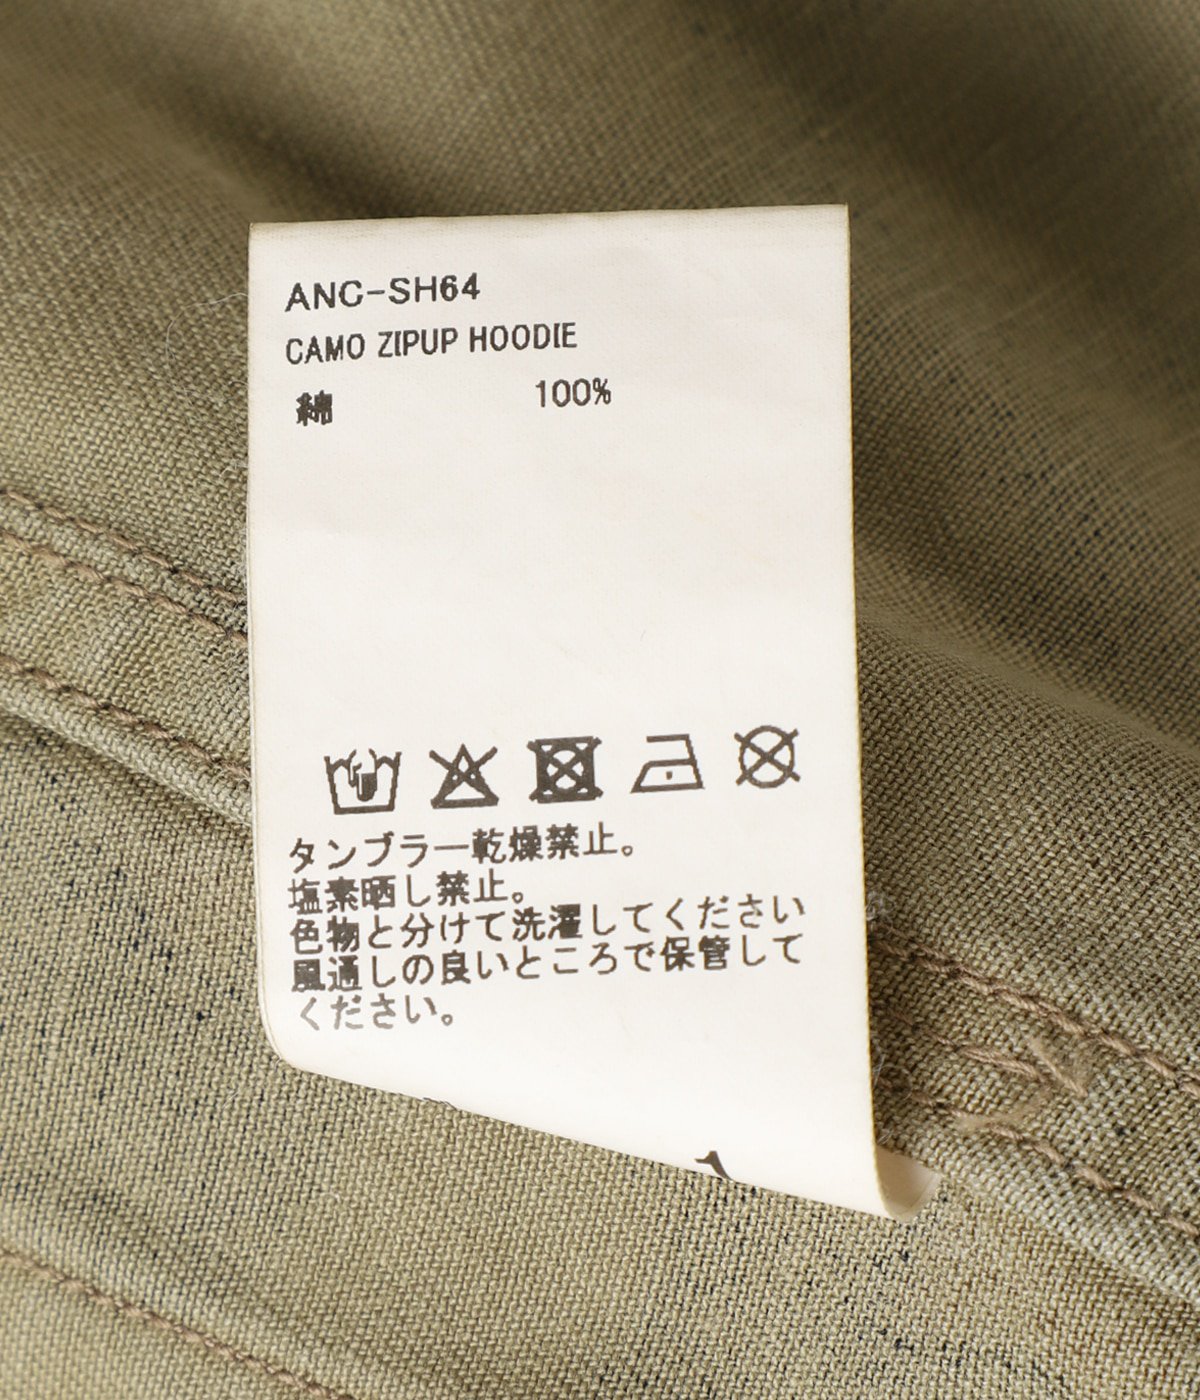 ANC-SH64
CAMO ZIPUP HOODIE
綿 100%
タンブラー乾燥禁止。
塩素晒し禁止。
色物と分けて洗濯してください
風通しの良いところで保管して
ください。